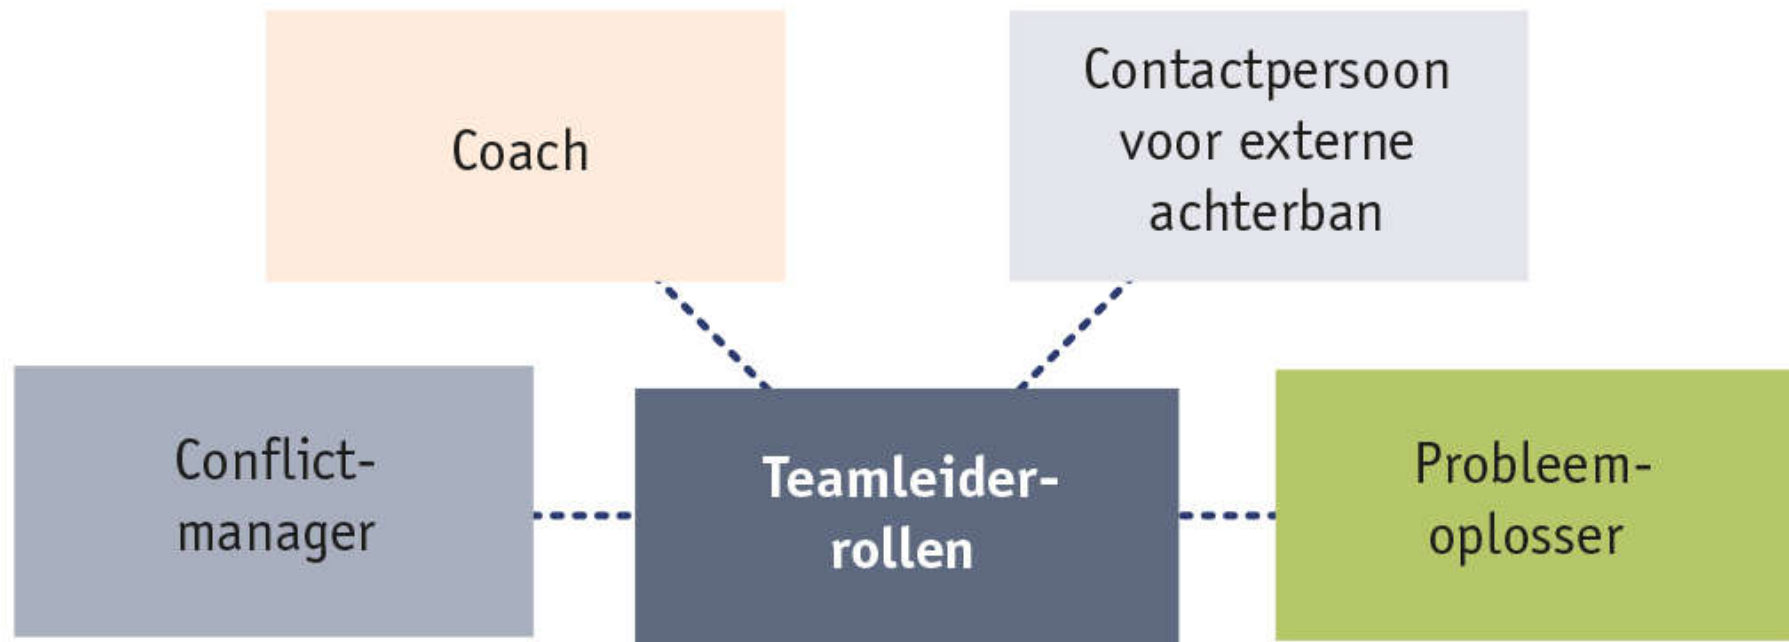 Coach
Contactpersoon
voor externe
achterban
Conflict-
manager
Teamleider-
rollen
Probleem-
oplosser